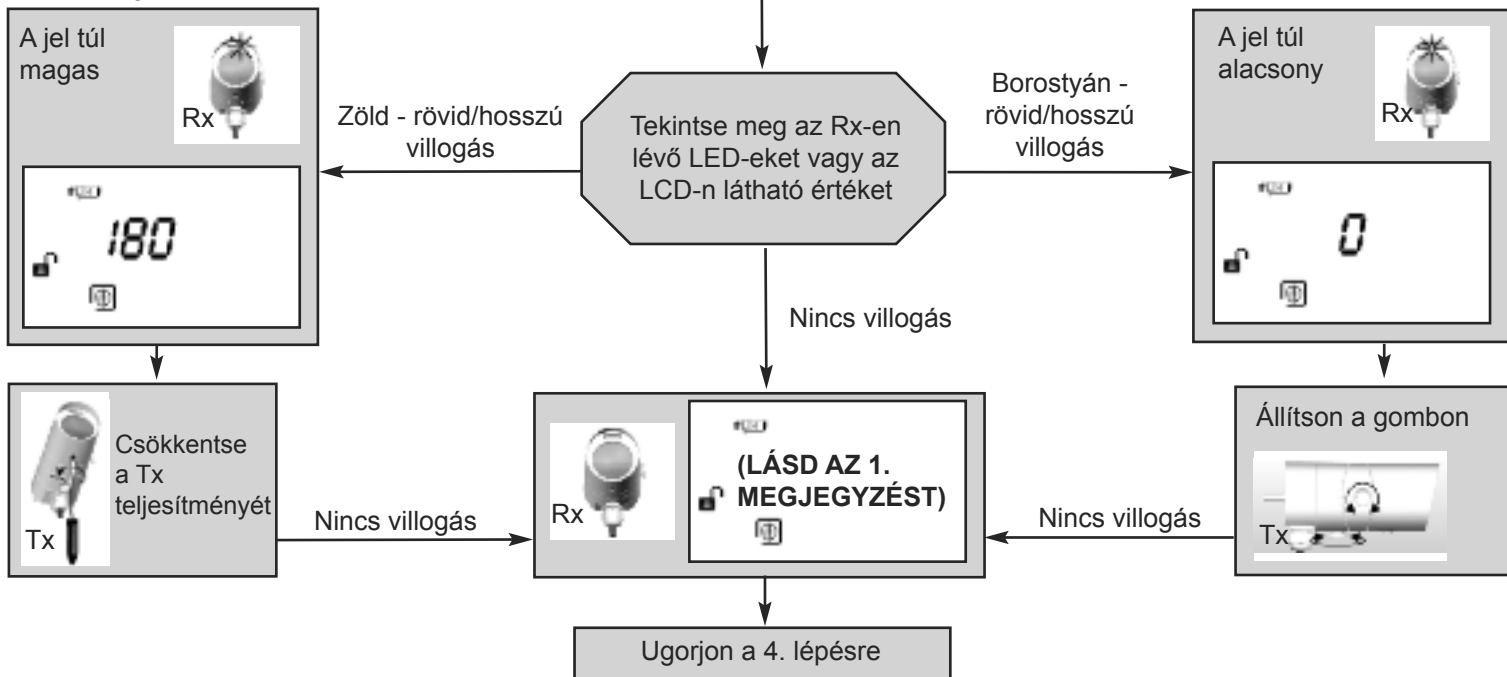 A jel túl
magas
Rx
180
Zöld - rövid/hosszú
villogás
Tekintse meg az Rx-en
lévő LED-eket vagy az
LCD-n látható értéket
Borostyán -
rövid/hosszú
villogás
A jel túl
alacsony
Rx
0
Nincs villogás
Csökkentse
a Tx
teljesítményét
Tx
Nincs villogás
Rx
(LÁSD AZ 1.
MEGJEGYZÉST)
Nincs villogás
Állítson a gombon
Tx
Ugorjon a 4. lépésre